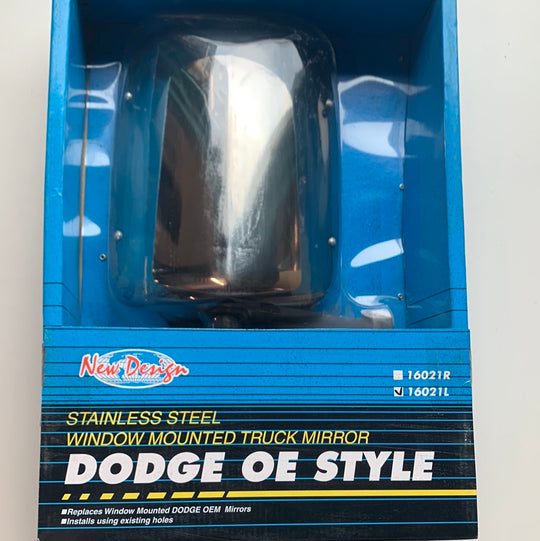 New Design
16021R
16021L
STAINLESS STEEL
WINDOW MOUNTED TRUCK MIRROR
DODGE OE STYLE
■Replaces Window Mounted DODGE OEM Mirrors
■Installs using existing holes